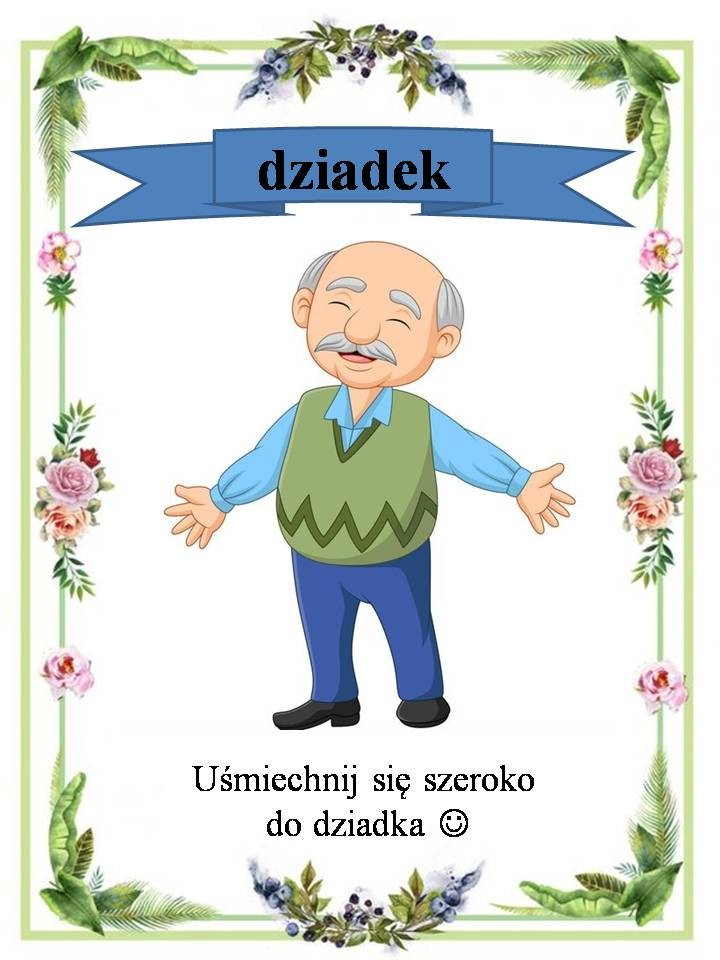 dziadek
Uśmiechnij się szeroko
do dziadka ☺